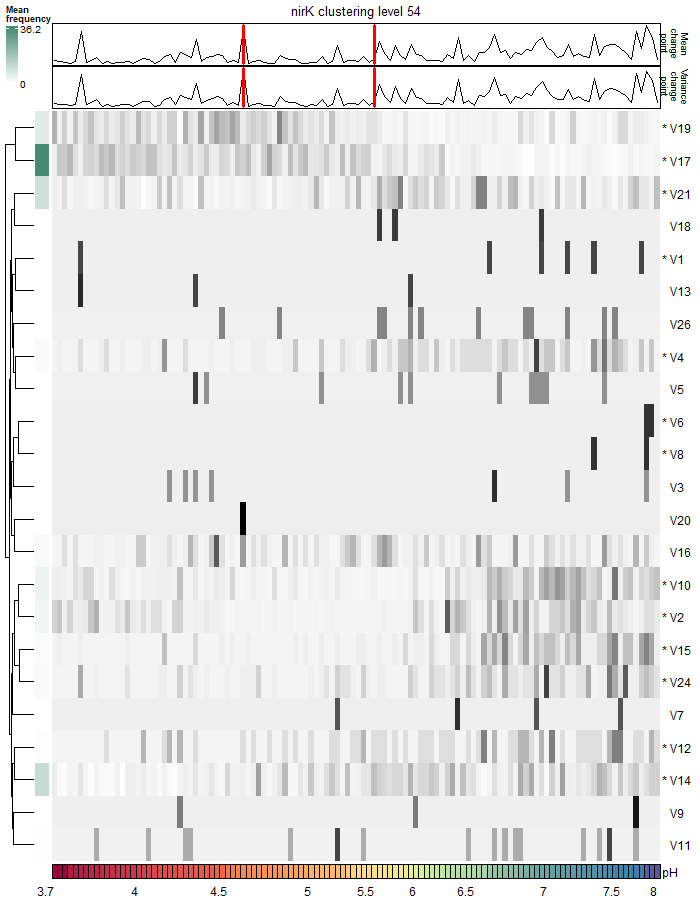 nirK clustering level 54
Mean
frequency
36.2
0
Mean
change
point
Variance
change
point
* V19
* V17
* V21
V18
* V1
V13
V26
* V4
V5
* V6
* V8
V3
V20
V16
* V10
* V2
* V15
* V24
V7
* V12
* V14
V9
V11
pH
3.7 4 4.5 5 5.5 6 6.5 7 7.5 8